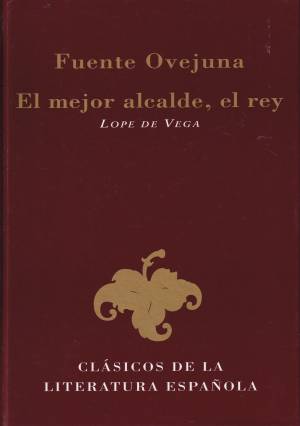 Fuente Ovejuna
El mejor alcalde, el rey
LOPE DE VEGA
CLÁSICOS DE LA
LITERATURA ESPAÑOLA